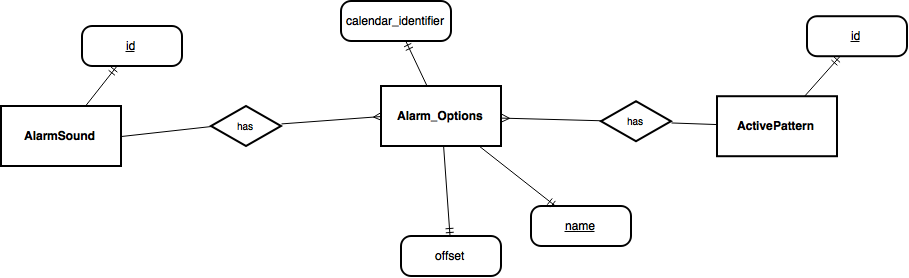 calendar_identifier
id
id
AlarmSound
has
Alarm_Options
has
ActivePattern
name
offset